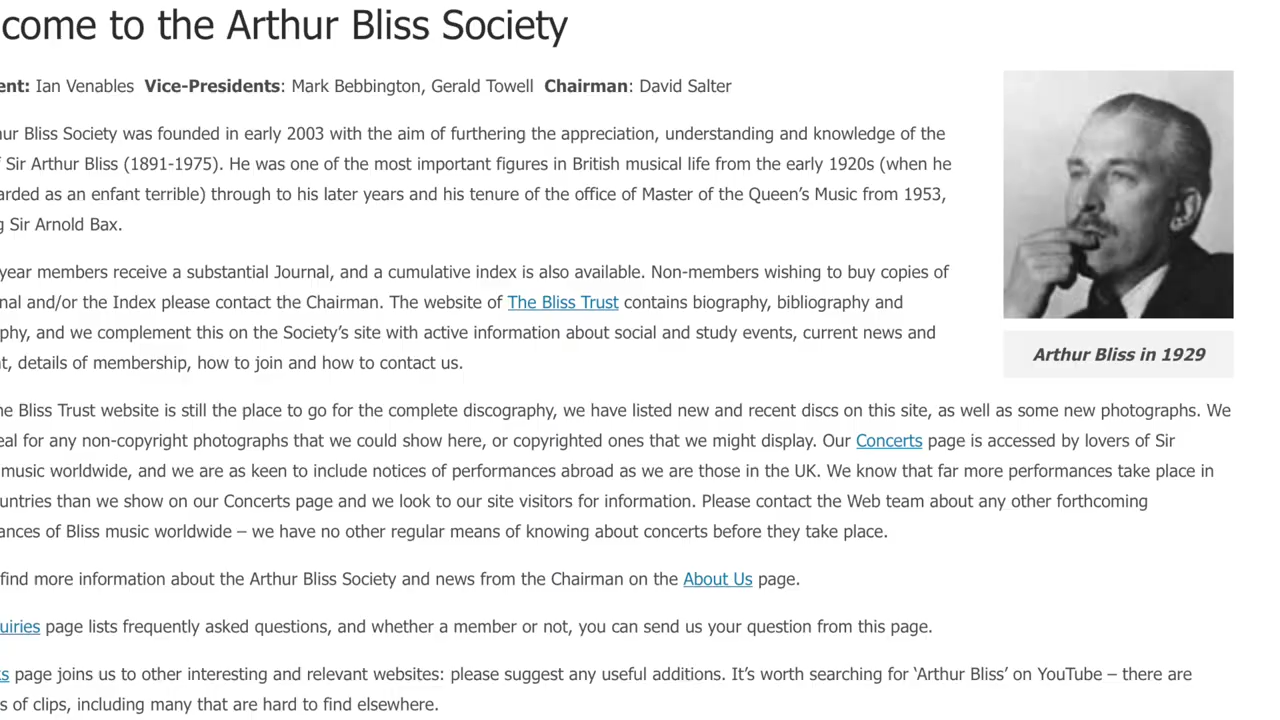 come to the Arthur Bliss Society
ent: Ian Venables Vice-Presidents: Mark Bebbington, Gerald Towell Chairman: David Salter
hur Bliss Society was founded in early 2003 with the aim of furthering the appreciation, understanding and knowledge of the
f Sir Arthur Bliss (1891-1975). He was one of the most important figures in British musical life from the early 1920s (when he
arded as an enfant terrible) through to his later years and his tenure of the office of Master of the Queen’s Music from 1953,
g Sir Arnold Bax.
year members receive a substantial Journal, and a cumulative index is also available. Non-members wishing to buy copies of
nal and/or the Index please contact the Chairman. The website of The Bliss Trust contains biography, bibliography and
phy, and we complement this on the Society’s site with active information about social and study events, current news and
t, details of membership, how to join and how to contact us.
Arthur Bliss in 1929
he Bliss Trust website is still the place to go for the complete discography, we have listed new and recent discs on this site, as well as some new photographs. We
eal for any non-copyright photographs that we could show here, or copyrighted ones that we might display. Our Concerts page is accessed by lovers of Sir
music worldwide, and we are as keen to include notices of performances abroad as we are those in the UK. We know that far more performances take place in
untries than we show on our Concerts page and we look to our site visitors for information. Please contact the Web team about any other forthcoming
ances of Bliss music worldwide – we have no other regular means of knowing about concerts before they take place.
find more information about the Arthur Bliss Society and news from the Chairman on the About Us page.
uiries page lists frequently asked questions, and whether a member or not, you can send us your question from this page.
s page joins us to other interesting and relevant websites: please suggest any useful additions. It’s worth searching for ‘Arthur Bliss’ on YouTube – there are
s of clips, including many that are hard to find elsewhere.